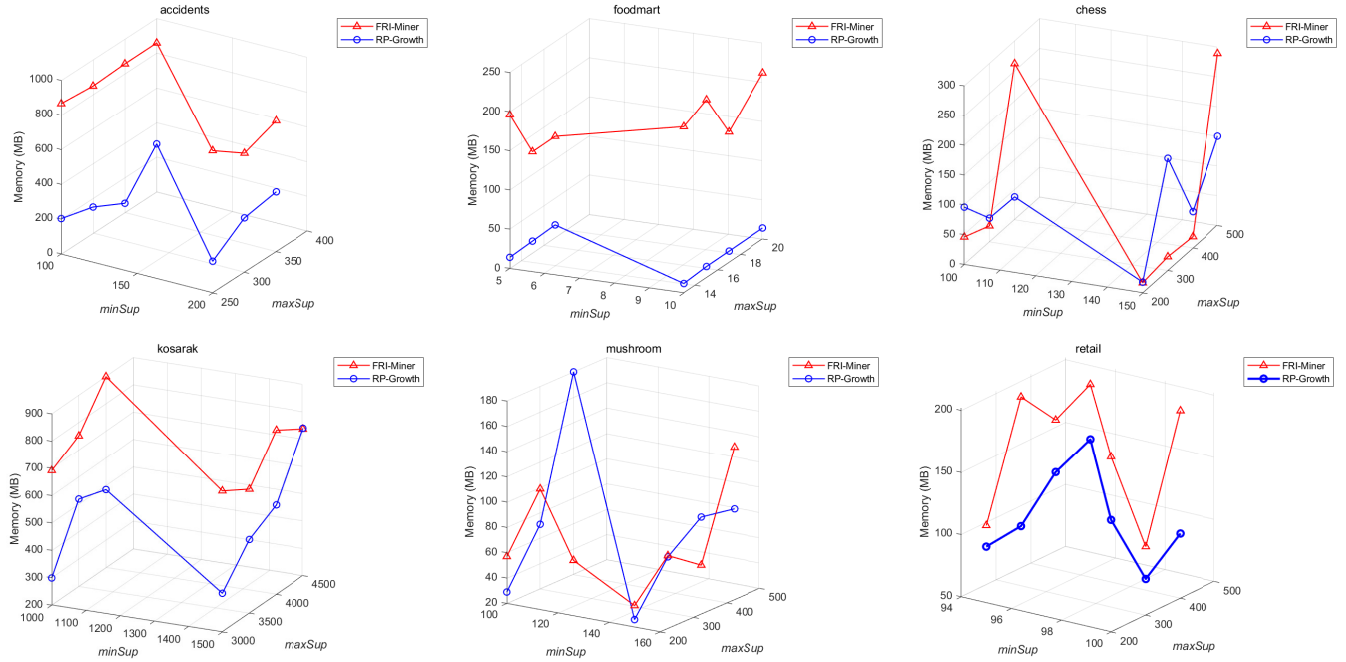 accidents
FRI-Miner
RP-Growth
1000
800
600
400
200
0
Memory (MB)
100
150
200
minSup
250
300
350
400
maxSup
foodmart
FRI-Miner
RP-Growth
250
200
150
100
50
0
Memory (MB)
5
6
7
8
9
10
minSup
14
16
18
20
maxSup
chess
FRI-Miner
RP-Growth
300
250
200
150
100
50
0
Memory (MB)
100
110
120
130
140
150
minSup
200
300
400
500
maxSup
kosarak
FRI-Miner
RP-Growth
900
800
700
600
500
400
300
200
Memory (MB)
1000
1100
1200
1300
1400
1500
minSup
3000
3500
4000
4500
maxSup
mushroom
FRI-Miner
RP-Growth
180
160
140
120
100
80
60
40
20
Memory (MB)
100
120
140
160
minSup
200
300
400
500
maxSup
retail
FRI-Miner
RP-Growth
200
150
100
50
Memory (MB)
94
96
98
100
minSup
200
300
400
500
maxSup